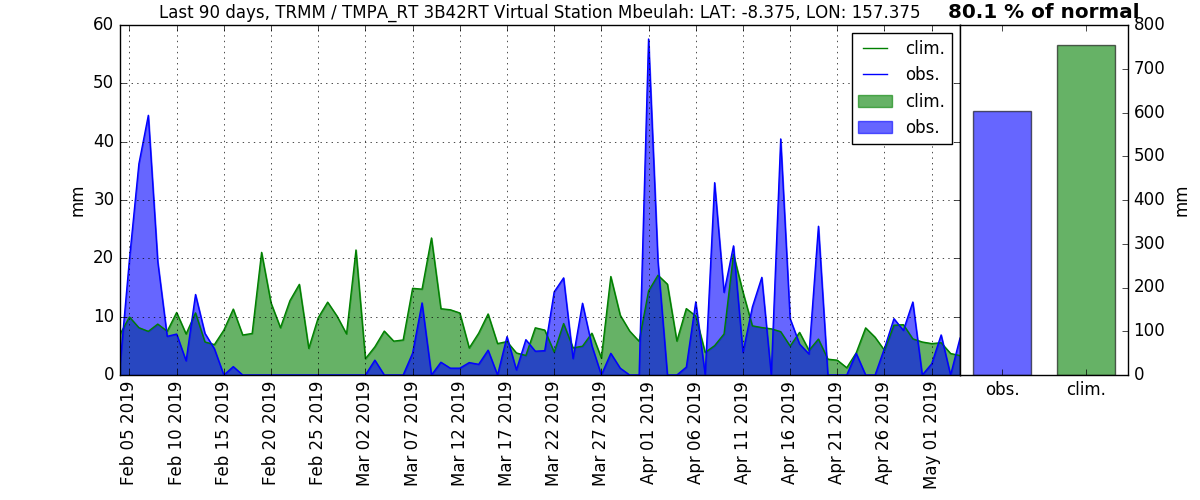 Last 90 days, TRMM / TMPA_RT 3B42RT Virtual Station Mbeulah: LAT: -8.375, LON: 157.375
80.1 % of normal
mm
60
50
40
30
20
10
0
clim.
obs.
clim.
obs.
Feb 05 2019
Feb 10 2019
Feb 15 2019
Feb 20 2019
Feb 25 2019
Mar 02 2019
Mar 07 2019
Mar 12 2019
Mar 17 2019
Mar 22 2019
Mar 27 2019
Apr 01 2019
Apr 06 2019
Apr 11 2019
Apr 16 2019
Apr 21 2019
Apr 26 2019
May 01 2019
800
700
600
500
400
300
200
100
0
mm
obs.
clim.